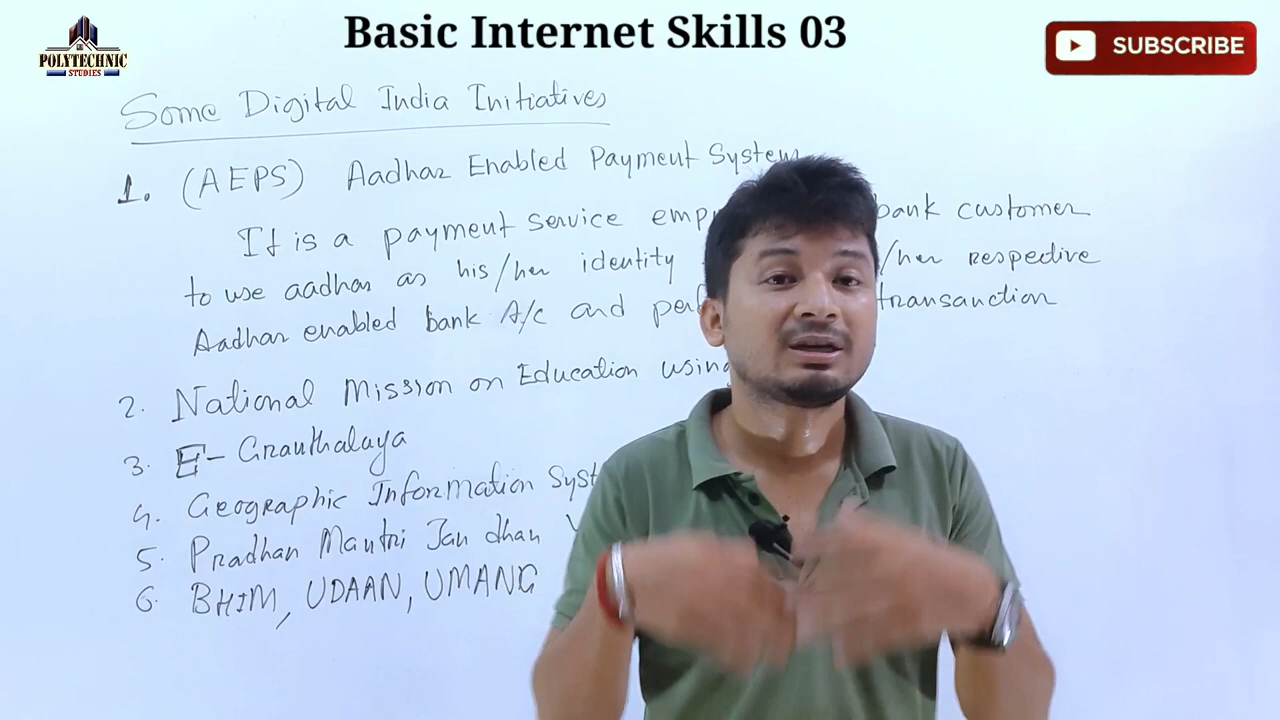 Basic Internet Skills 03
POLYTECHNIC
STUDIES
SUBSCRIBE
Some Digital India Initiatives
1. (AEPS) Aadhar Enabled Payment System
It is a payment service emp bank customer
to use aadhar as his/her identity /her respective
Aadhar enabled bank A/c and per transanction
2. National Mission on Education using
3. E-Granthalaya
4. Geographic Information Syst
5. Pradhan Mantri Jan dhan
6. BHIM, UDAAN, UMANG